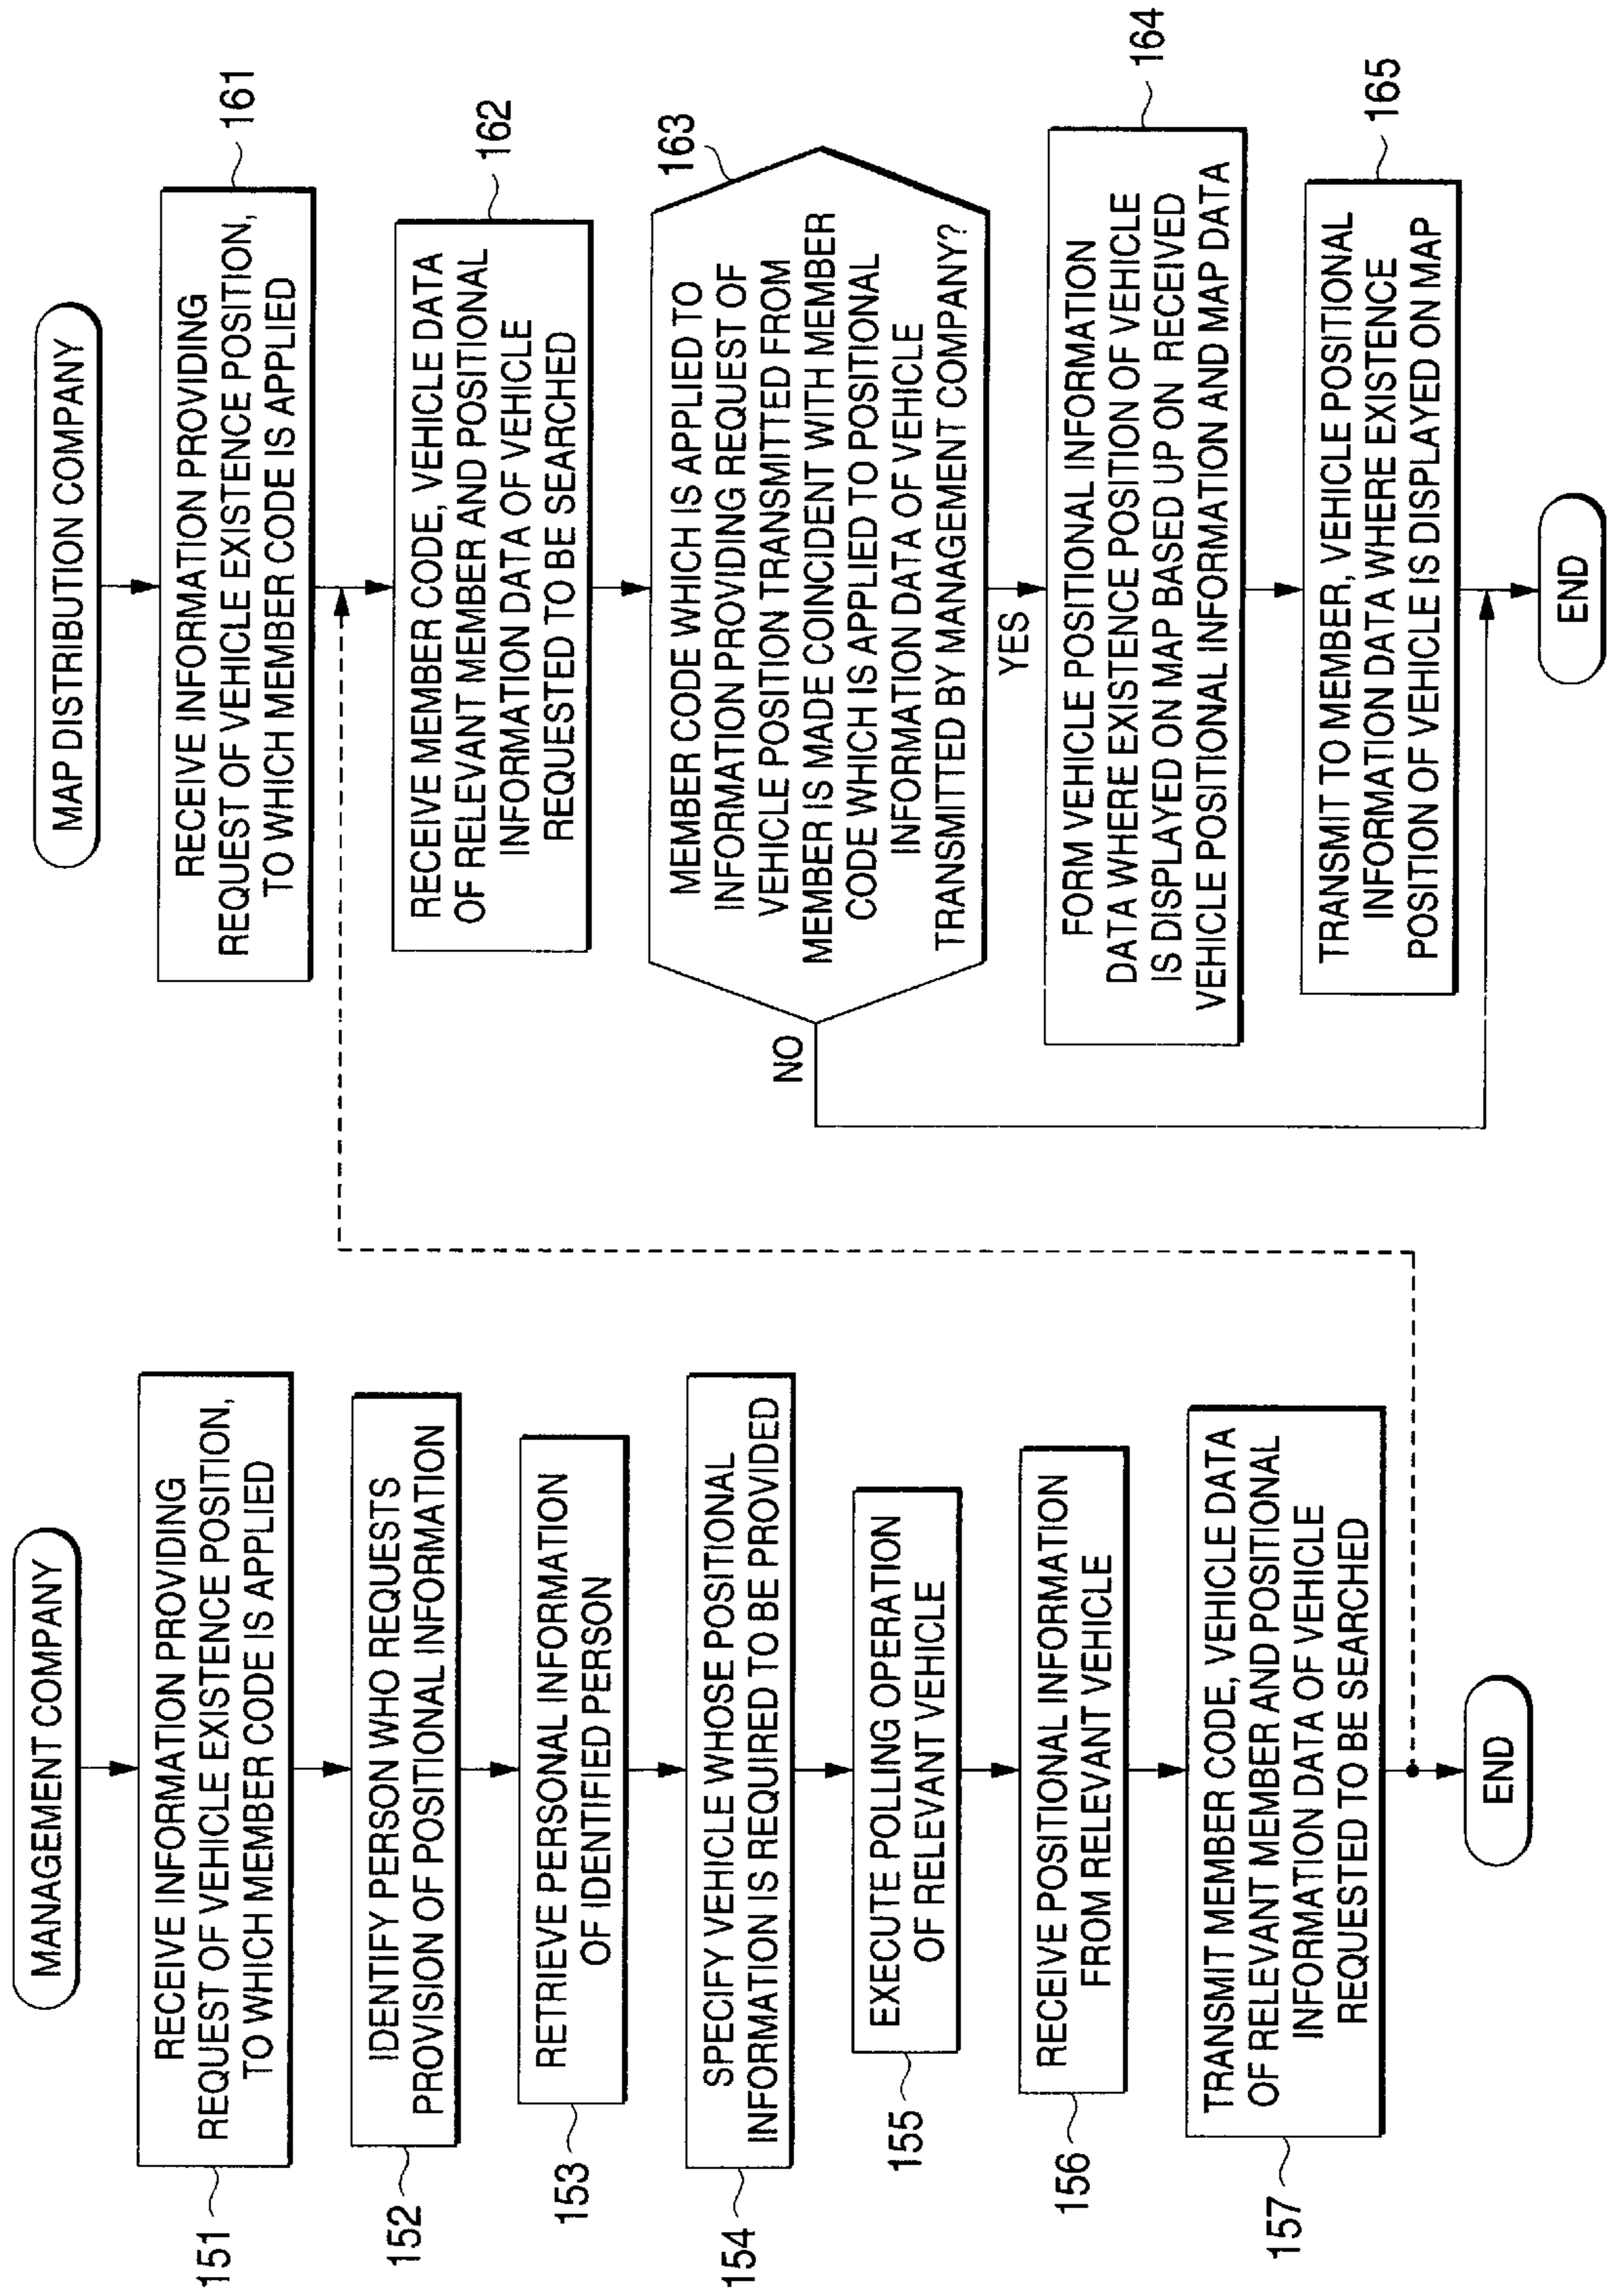 MANAGEMENT COMPANY
RECEIVE INFORMATION PROVIDING
REQUEST OF VEHICLE EXISTENCE POSITION,
TO WHICH MEMBER CODE IS APPLIED
151
IDENTIFY PERSON WHO REQUESTS
PROVISION OF POSITIONAL INFORMATION
152
RETRIEVE PERSONAL INFORMATION
OF IDENTIFIED PERSON
153
SPECIFY VEHICLE WHOSE POSITIONAL
INFORMATION IS REQUIRED TO BE PROVIDED
154
EXECUTE POLLING OPERATION
OF RELEVANT VEHICLE
155
RECEIVE POSITIONAL INFORMATION
FROM RELEVANT VEHICLE
156
TRANSMIT MEMBER CODE, VEHICLE DATA
OF RELEVANT MEMBER AND POSITIONAL
INFORMATION DATA OF VEHICLE
REQUESTED TO BE SEARCHED
157
END
MAP DISTRIBUTION COMPANY
RECEIVE INFORMATION PROVIDING
REQUEST OF VEHICLE EXISTENCE POSITION,
TO WHICH MEMBER CODE IS APPLIED
161
RECEIVE MEMBER CODE, VEHICLE DATA
OF RELEVANT MEMBER AND POSITIONAL
INFORMATION DATA OF VEHICLE
REQUESTED TO BE SEARCHED
162
MEMBER CODE WHICH IS APPLIED TO
INFORMATION PROVIDING REQUEST OF
VEHICLE POSITION TRANSMITTED FROM
MEMBER IS MADE COINCIDENT WITH MEMBER
CODE WHICH IS APPLIED TO POSITIONAL
INFORMATION DATA OF VEHICLE
TRANSMITTED BY MANAGEMENT COMPANY?
163
NO
YES
FORM VEHICLE POSITIONAL INFORMATION
DATA WHERE EXISTENCE POSITION OF VEHICLE
IS DISPLAYED ON MAP BASED UP ON RECEIVED
VEHICLE POSITIONAL INFORMATION AND MAP DATA
164
TRANSMIT TO MEMBER, VEHICLE POSITIONAL
INFORMATION DATA WHERE EXISTENCE
POSITION OF VEHICLE IS DISPLAYED ON MAP
165
END